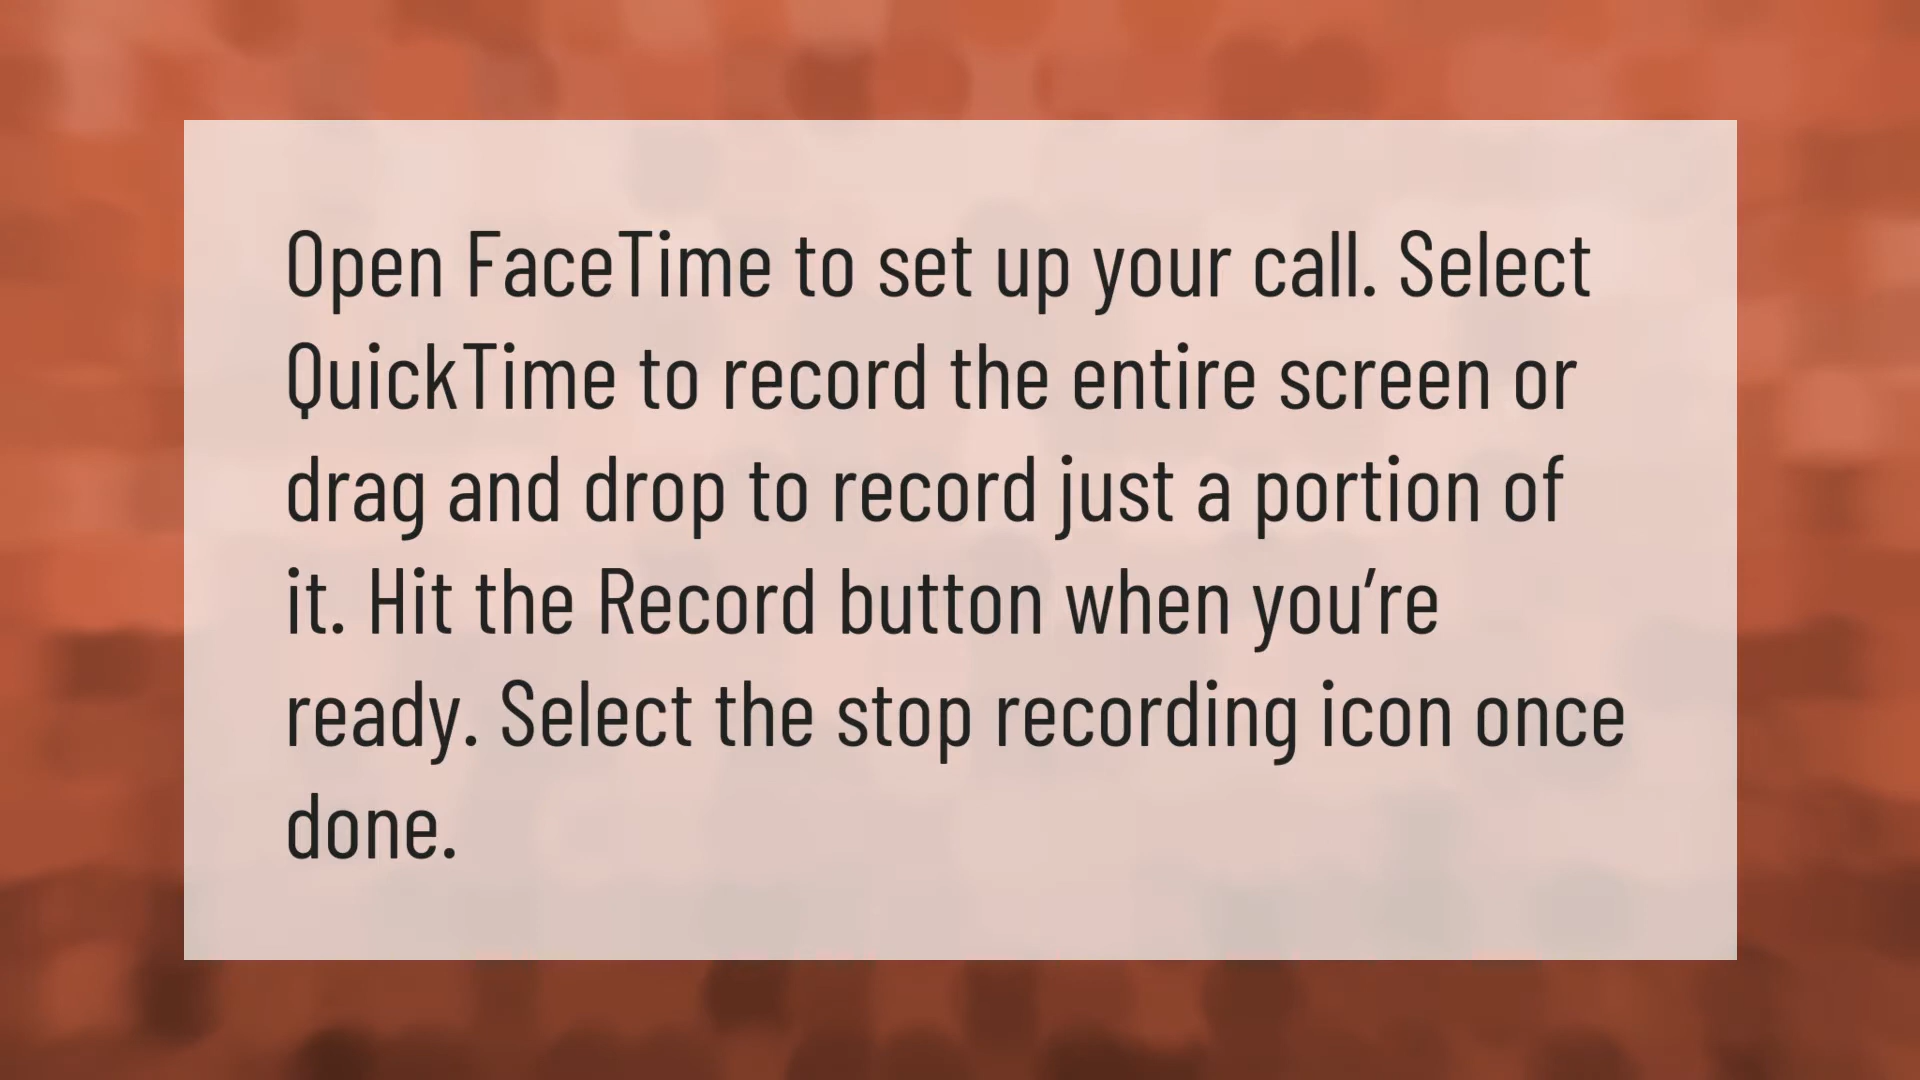 Open FaceTime to set up your call. Select
QuickTime to record the entire screen or
drag and drop to record just a portion of
it. Hit the Record button when you’re
ready. Select the stop recording icon once
done.